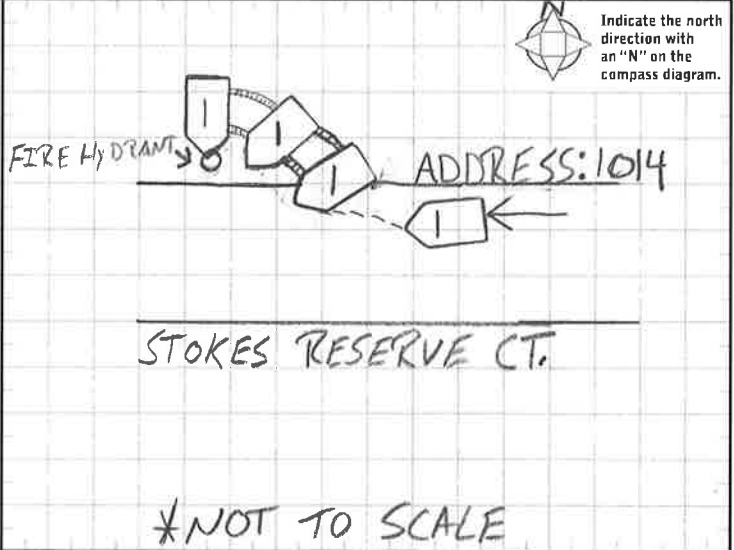 N
Indicate the north
direction with
an "N" on the
compass diagram.
1
1
FIRE HYDRANT
1
ADDRESS: 1014
1
STOKES RESERVE CT.
*NOT TO SCALE